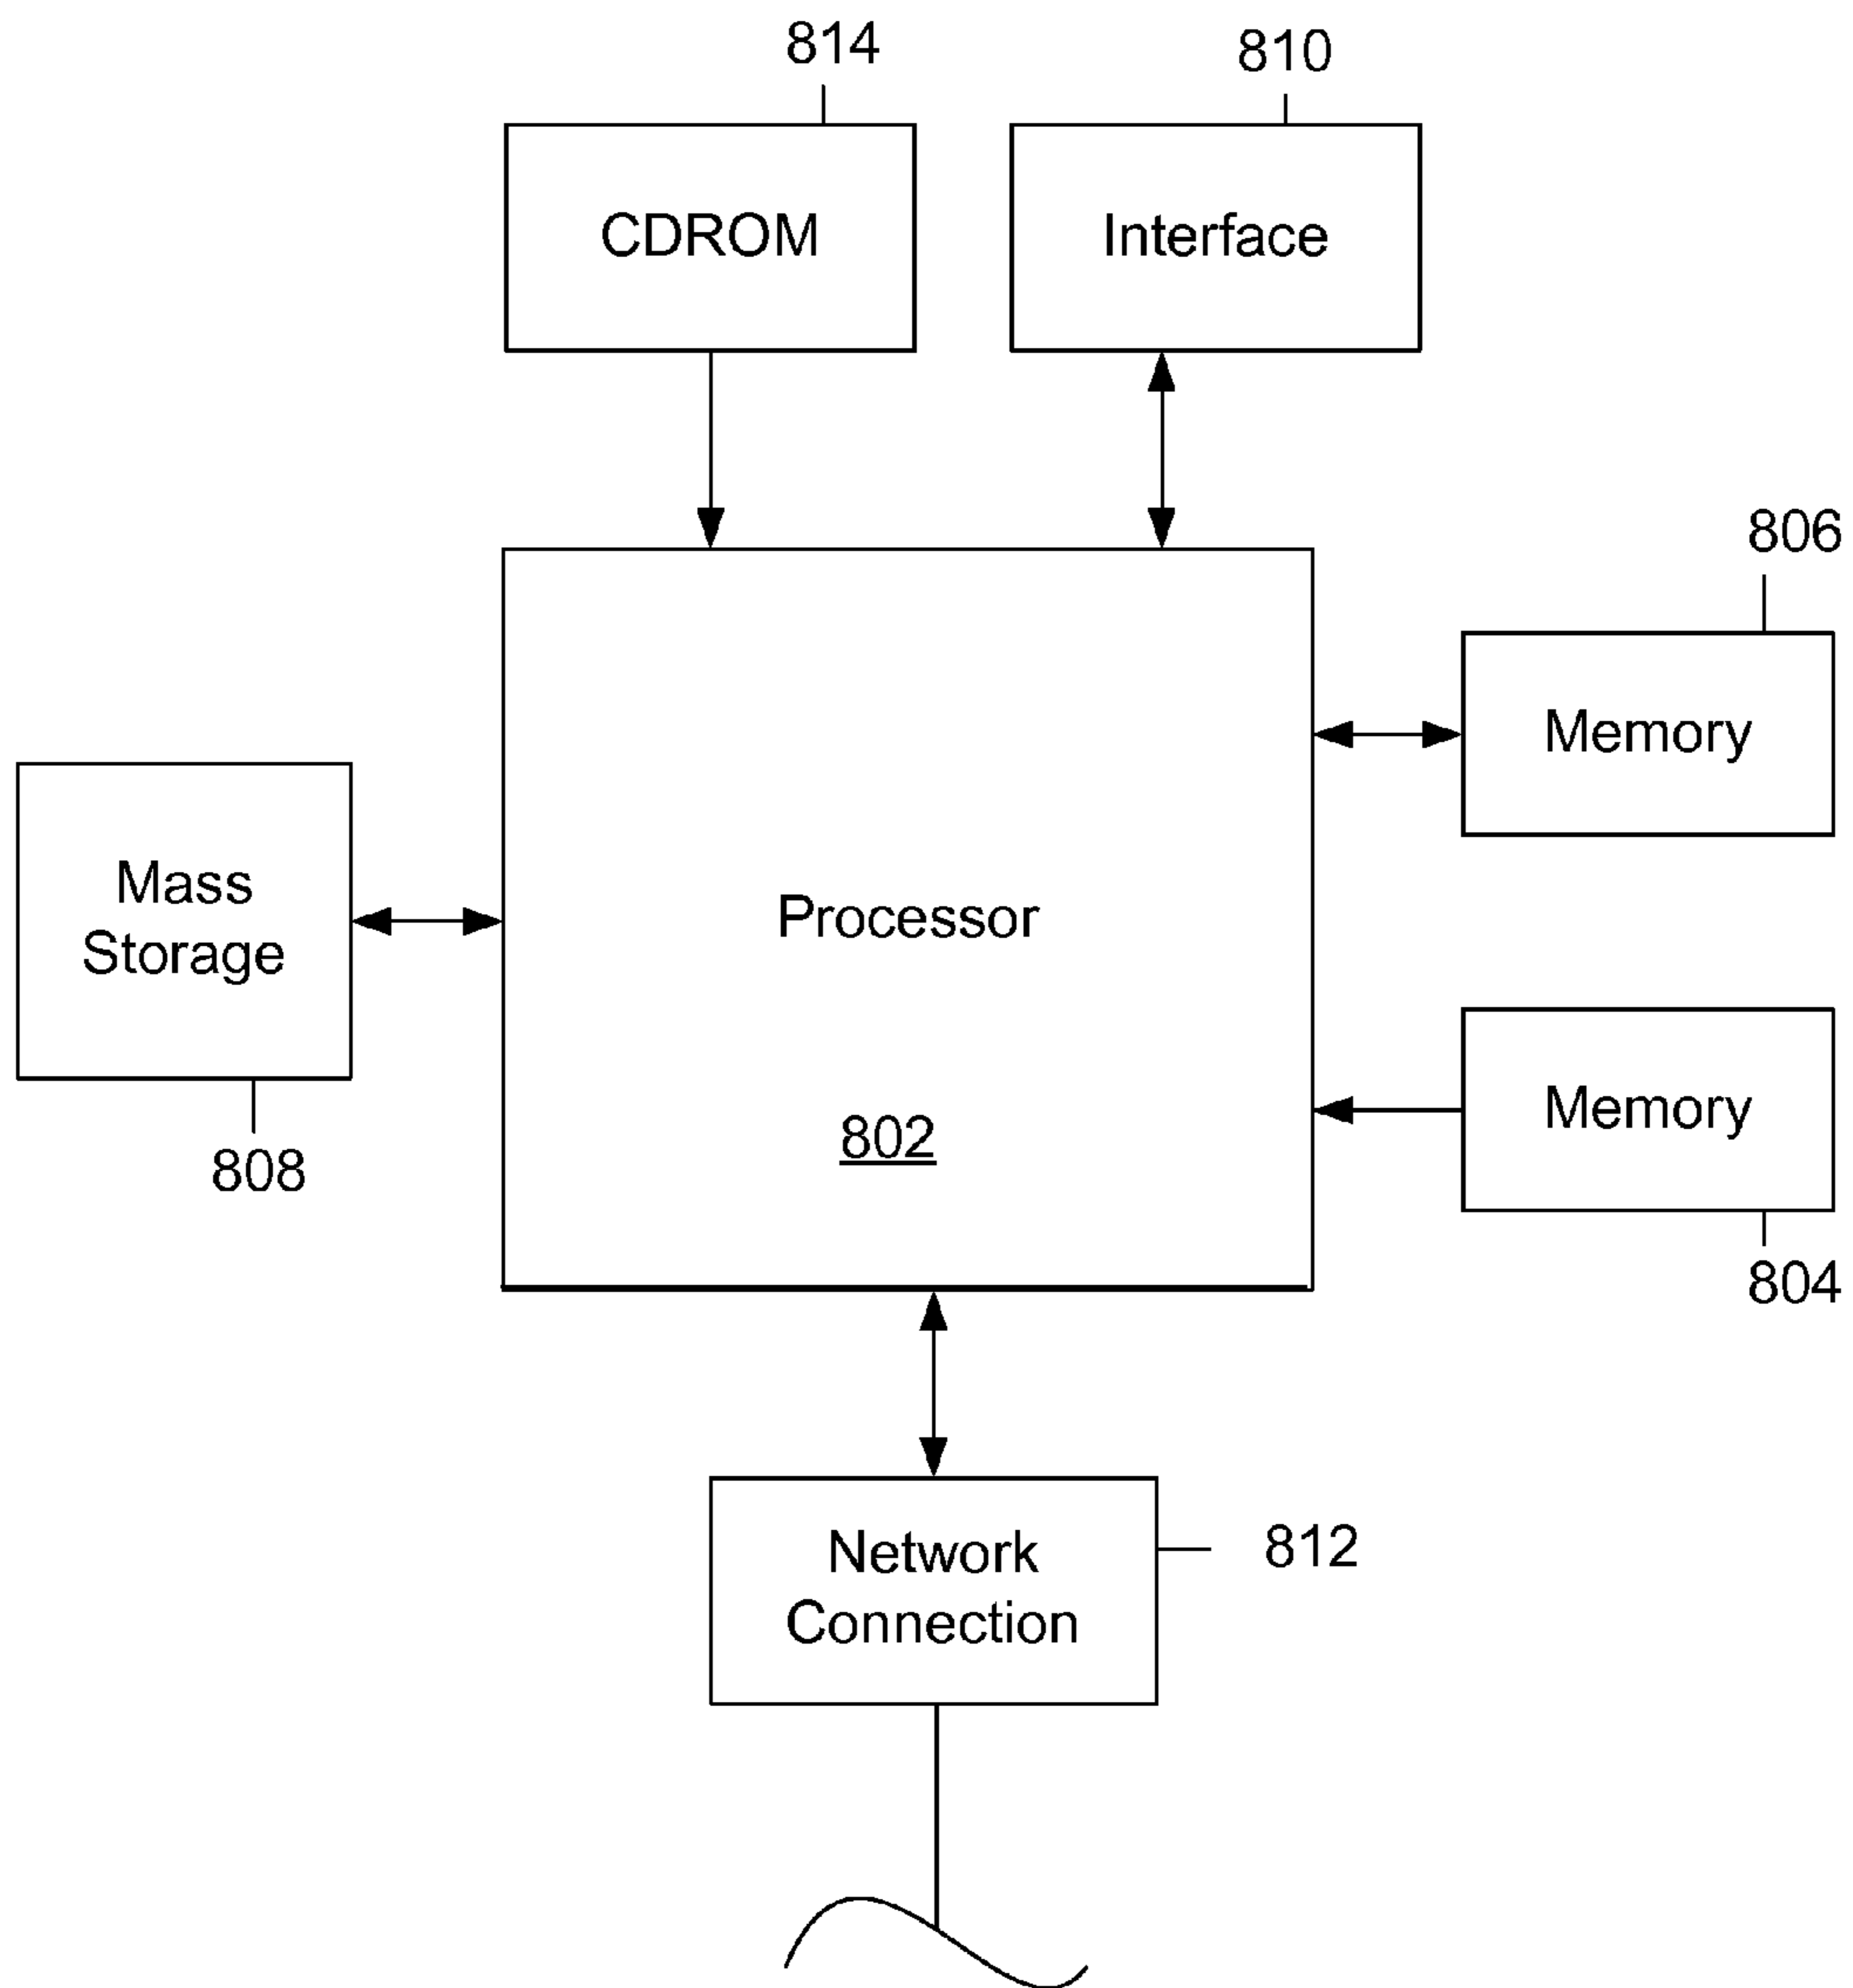 814
810
CDROM
Interface
806
Memory
Mass
Storage
Processor
Memory
802
808
804
Network
Connection
812